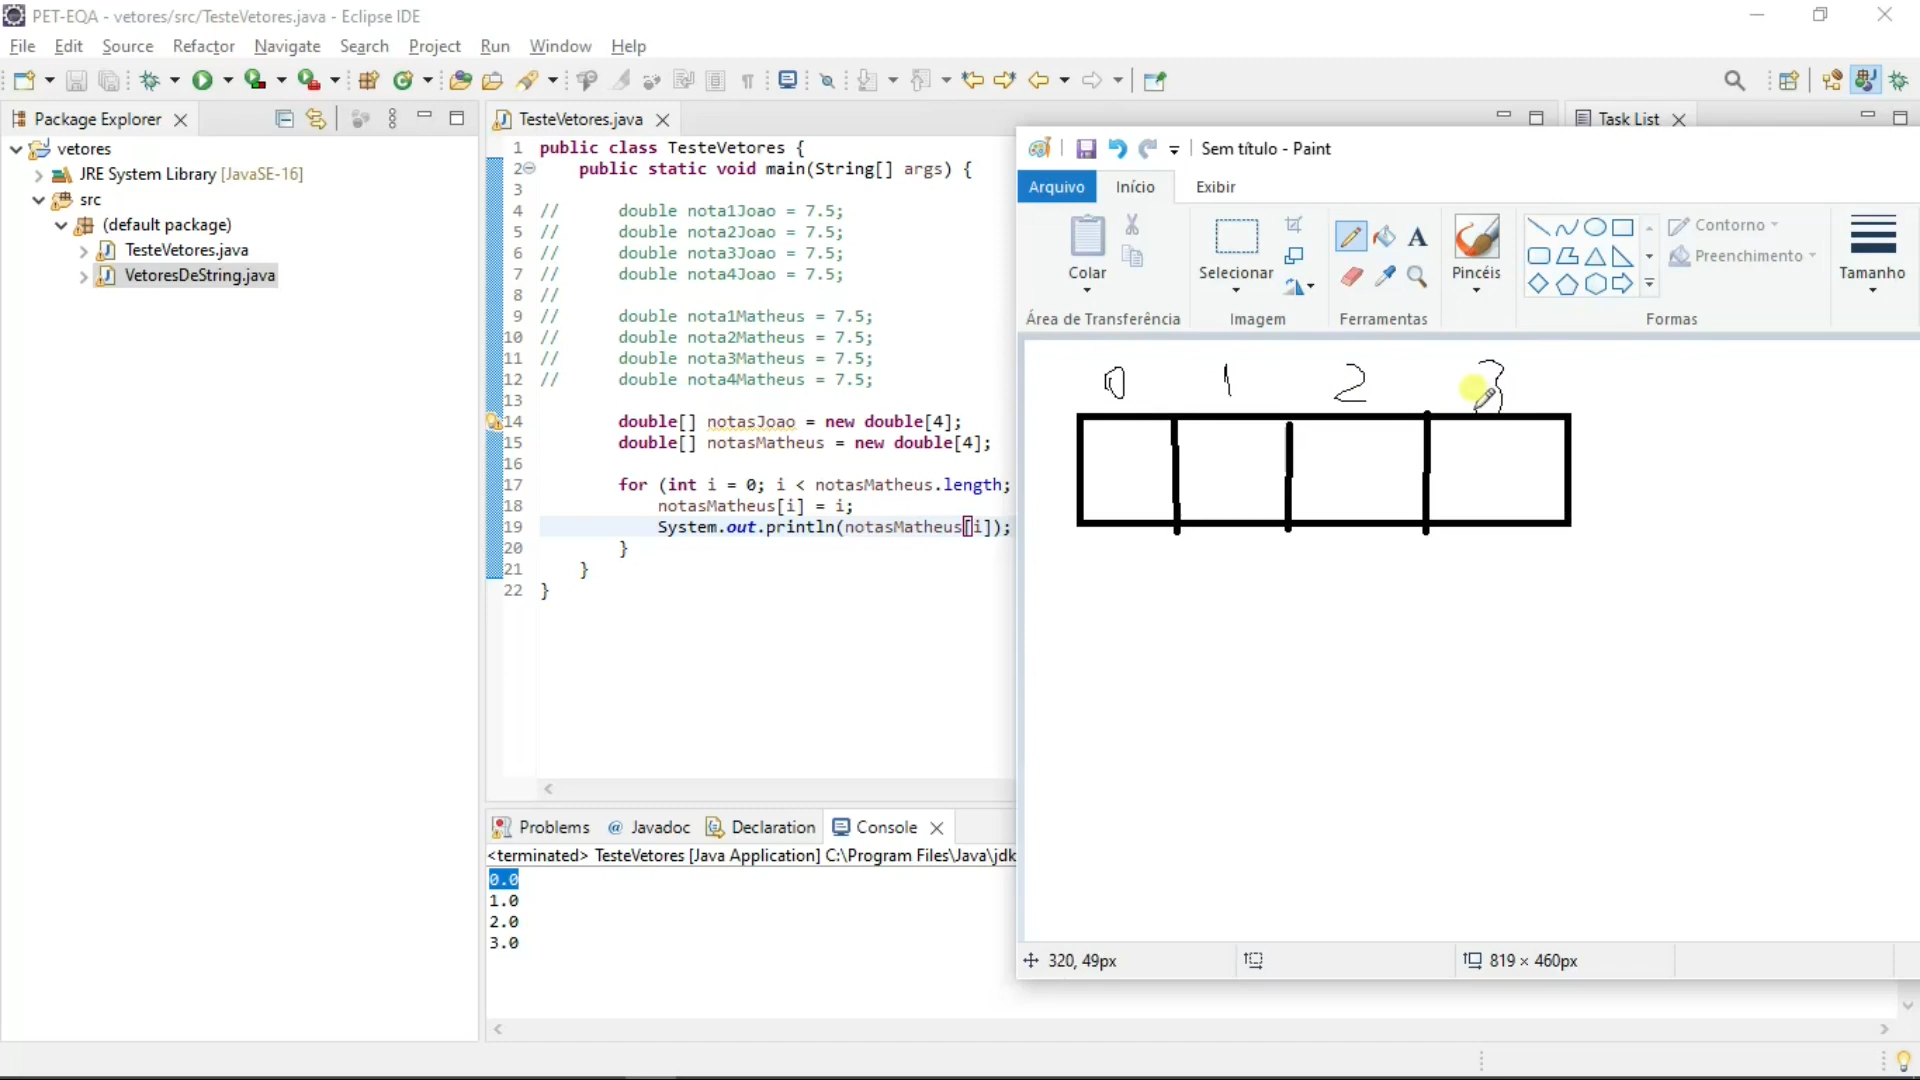 PET-EQA - vetores/src/TesteVetores.java - Eclipse IDE
File Edit Source Refactor Navigate Search Project Run Window Help
Package Explorer
vetores
JRE System Library [JavaSE-16]
src
(default package)
TesteVetores.java
VetoresDeString.java
TesteVetores.java
1 public class TesteVetores {
2 public static void main(String[] args) {
3
4 // double nota1Joao = 7.5;
5 // double nota2Joao = 7.5;
6 // double nota3Joao = 7.5;
7 // double nota4Joao = 7.5;
8 //
9 // double nota1Matheus = 7.5;
10 // double nota2Matheus = 7.5;
11 // double nota3Matheus = 7.5;
12 // double nota4Matheus = 7.5;
13
14 double[] notasJoao = new double[4];
15 double[] notasMatheus = new double[4];
16
17 for (int i = 0; i < notasMatheus.length;
18 notasMatheus[i] = i;
19 System.out.println(notasMatheus[i]);
20 }
21 }
22 }
Task List
Sem título - Paint
Arquivo Início Exibir
Colar
Área de Transferência
Selecionar
Imagem
A
Ferramentas
Pincéis
Contorno
Preenchimento
Formas
Tamanho
0 1 2 3
320, 49px
819 × 460px
Problems @ Javadoc Declaration Console
<terminated> TesteVetores [Java Application] C:\Program Files\Java\jdk
0.0
1.0
2.0
3.0